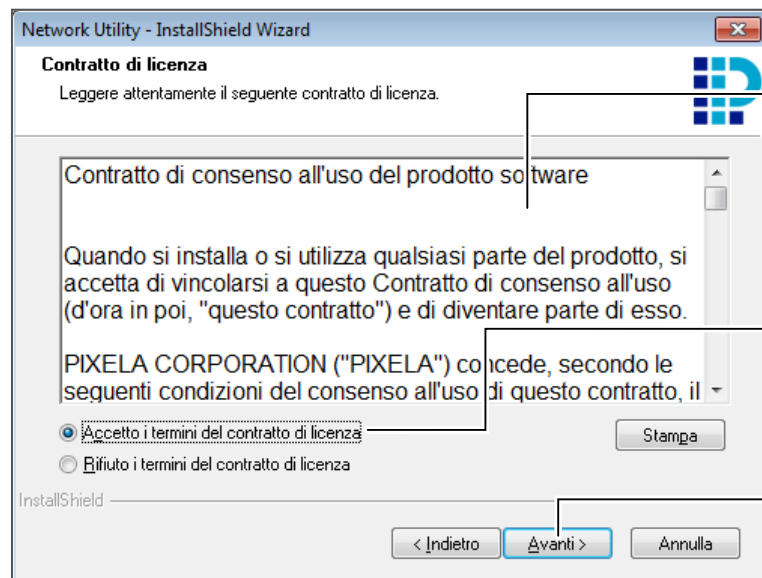 Network Utility - InstallShield Wizard
Contratto di licenza
Leggere attentamente il seguente contratto di licenza.
Contratto di consenso all'uso del prodotto software
Quando si installa o si utilizza qualsiasi parte del prodotto, si
accetta di vincolarsi a questo Contratto di consenso all'uso
(d'ora in poi, "questo contratto") e di diventare parte di esso.
PIXELA CORPORATION ("PIXELA") concede, secondo le
seguenti condizioni del consenso all'uso di questo contratto, il
Accetto i termini del contratto di licenza
Stampa
Rifiuto i termini del contratto di licenza
InstallShield
< Indietro
Avanti >
Annulla